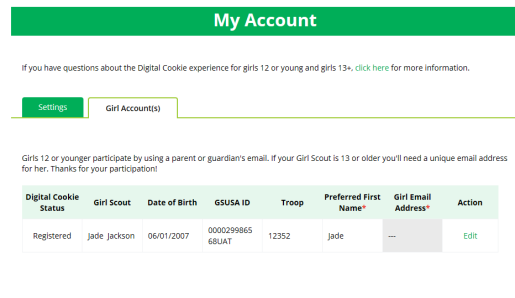 My Account
If you have questions about the Digital Cookie experience for girls 12 or young and girls 13+, click here for more information.
Settings
Girl Account(s)
Girls 12 or younger participate by using a parent or guardian's email. If your Girl Scout is 13 or older you'll need a unique email address
for her. Thanks for your participation!
Digital Cookie Status Girl Scout Date of Birth GSUSA ID Troop Preferred First Name* Girl Email Address* Action
Registered Jade Jackson 06/01/2007 0000299865 68UAT 12352 Jade --- Edit